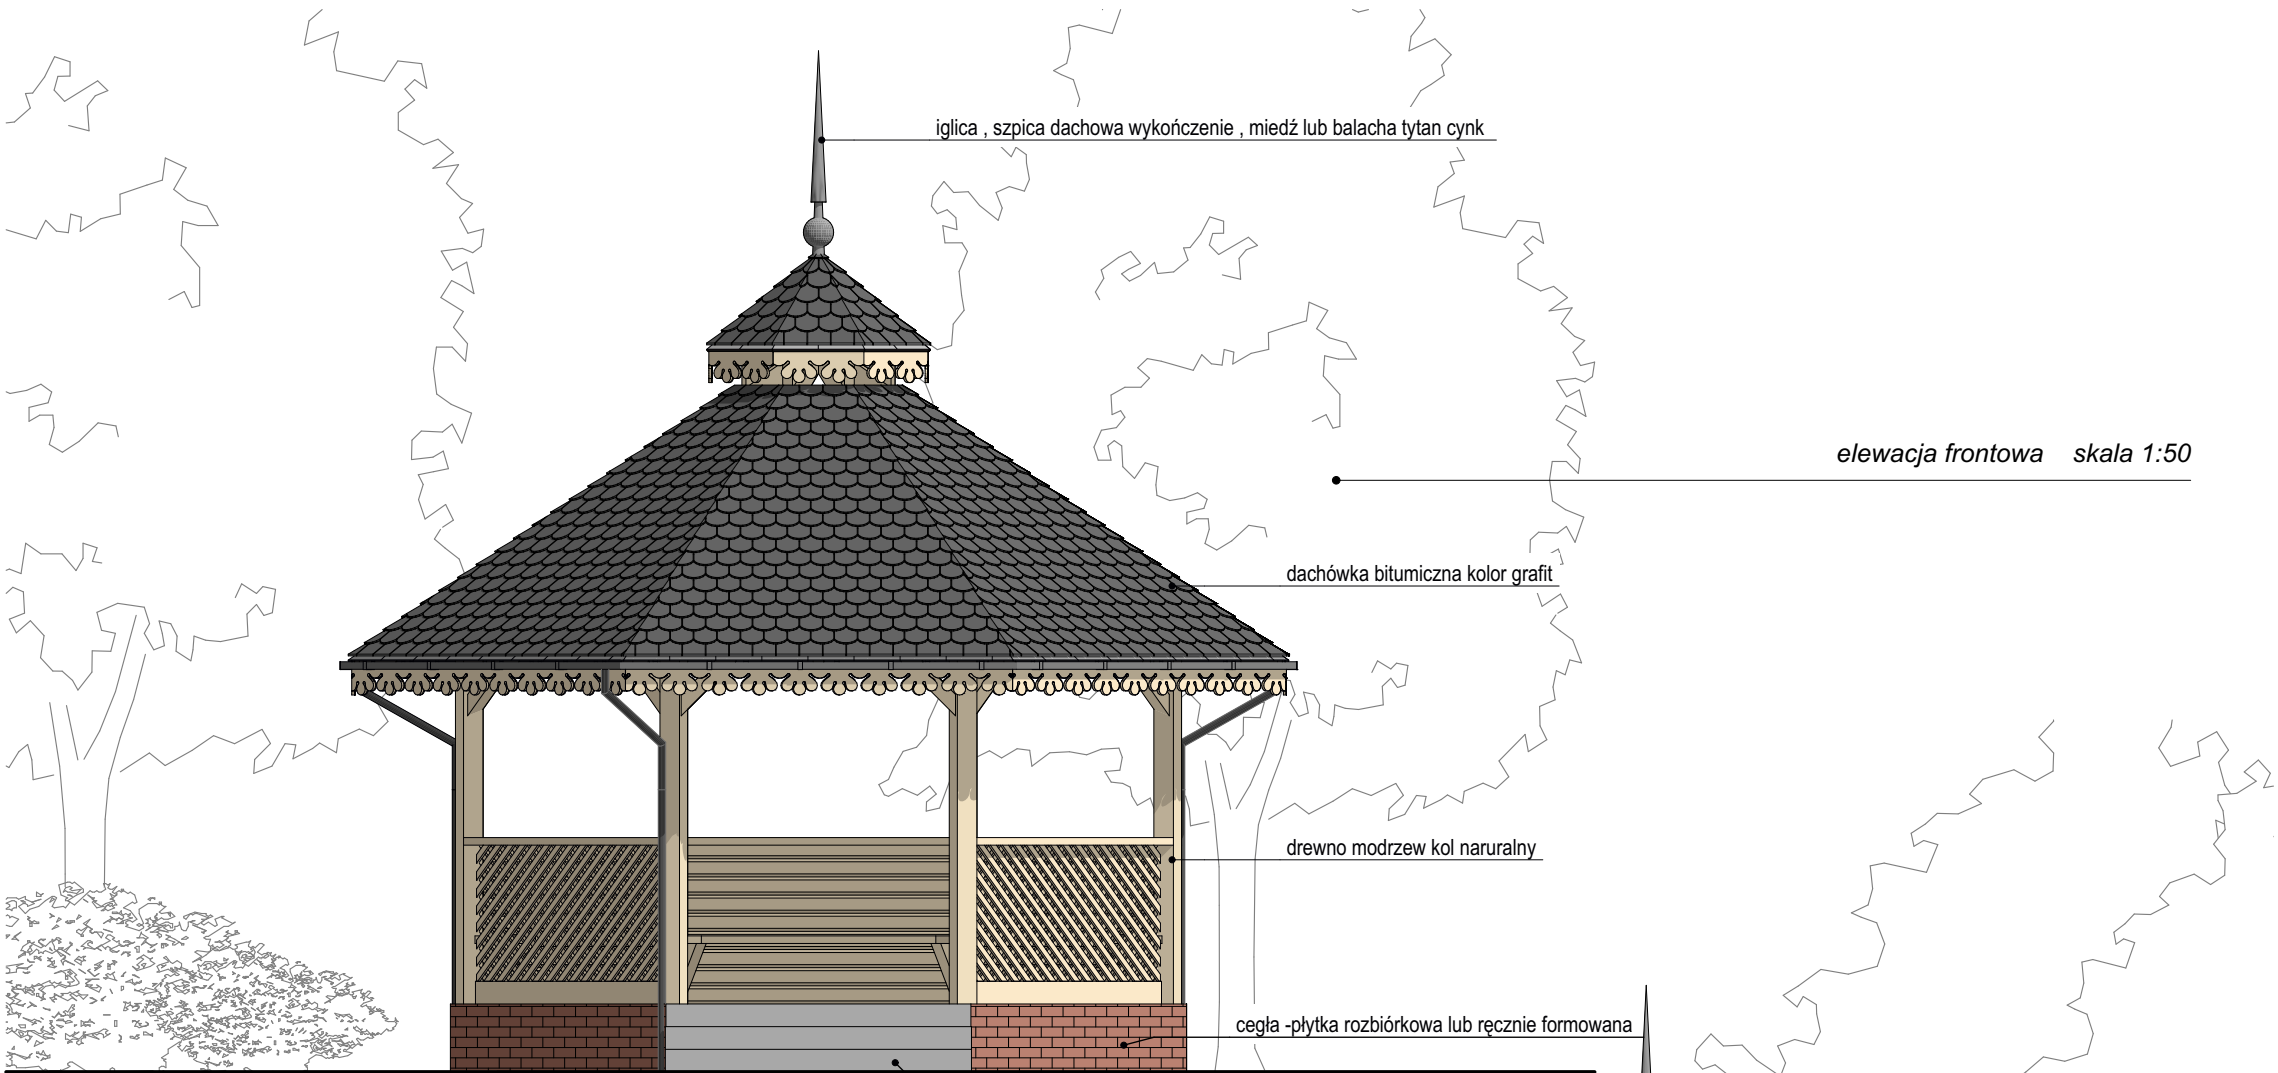 iglica , szpica dachowa wykończenie , miedź lub balacha tytan cynk
elewacja frontowa skala 1:50
dachówka bitumiczna kolor grafit
drewno modrzew kol naruralny
cegła -płytka rozbiórkowa lub ręcznie formowana